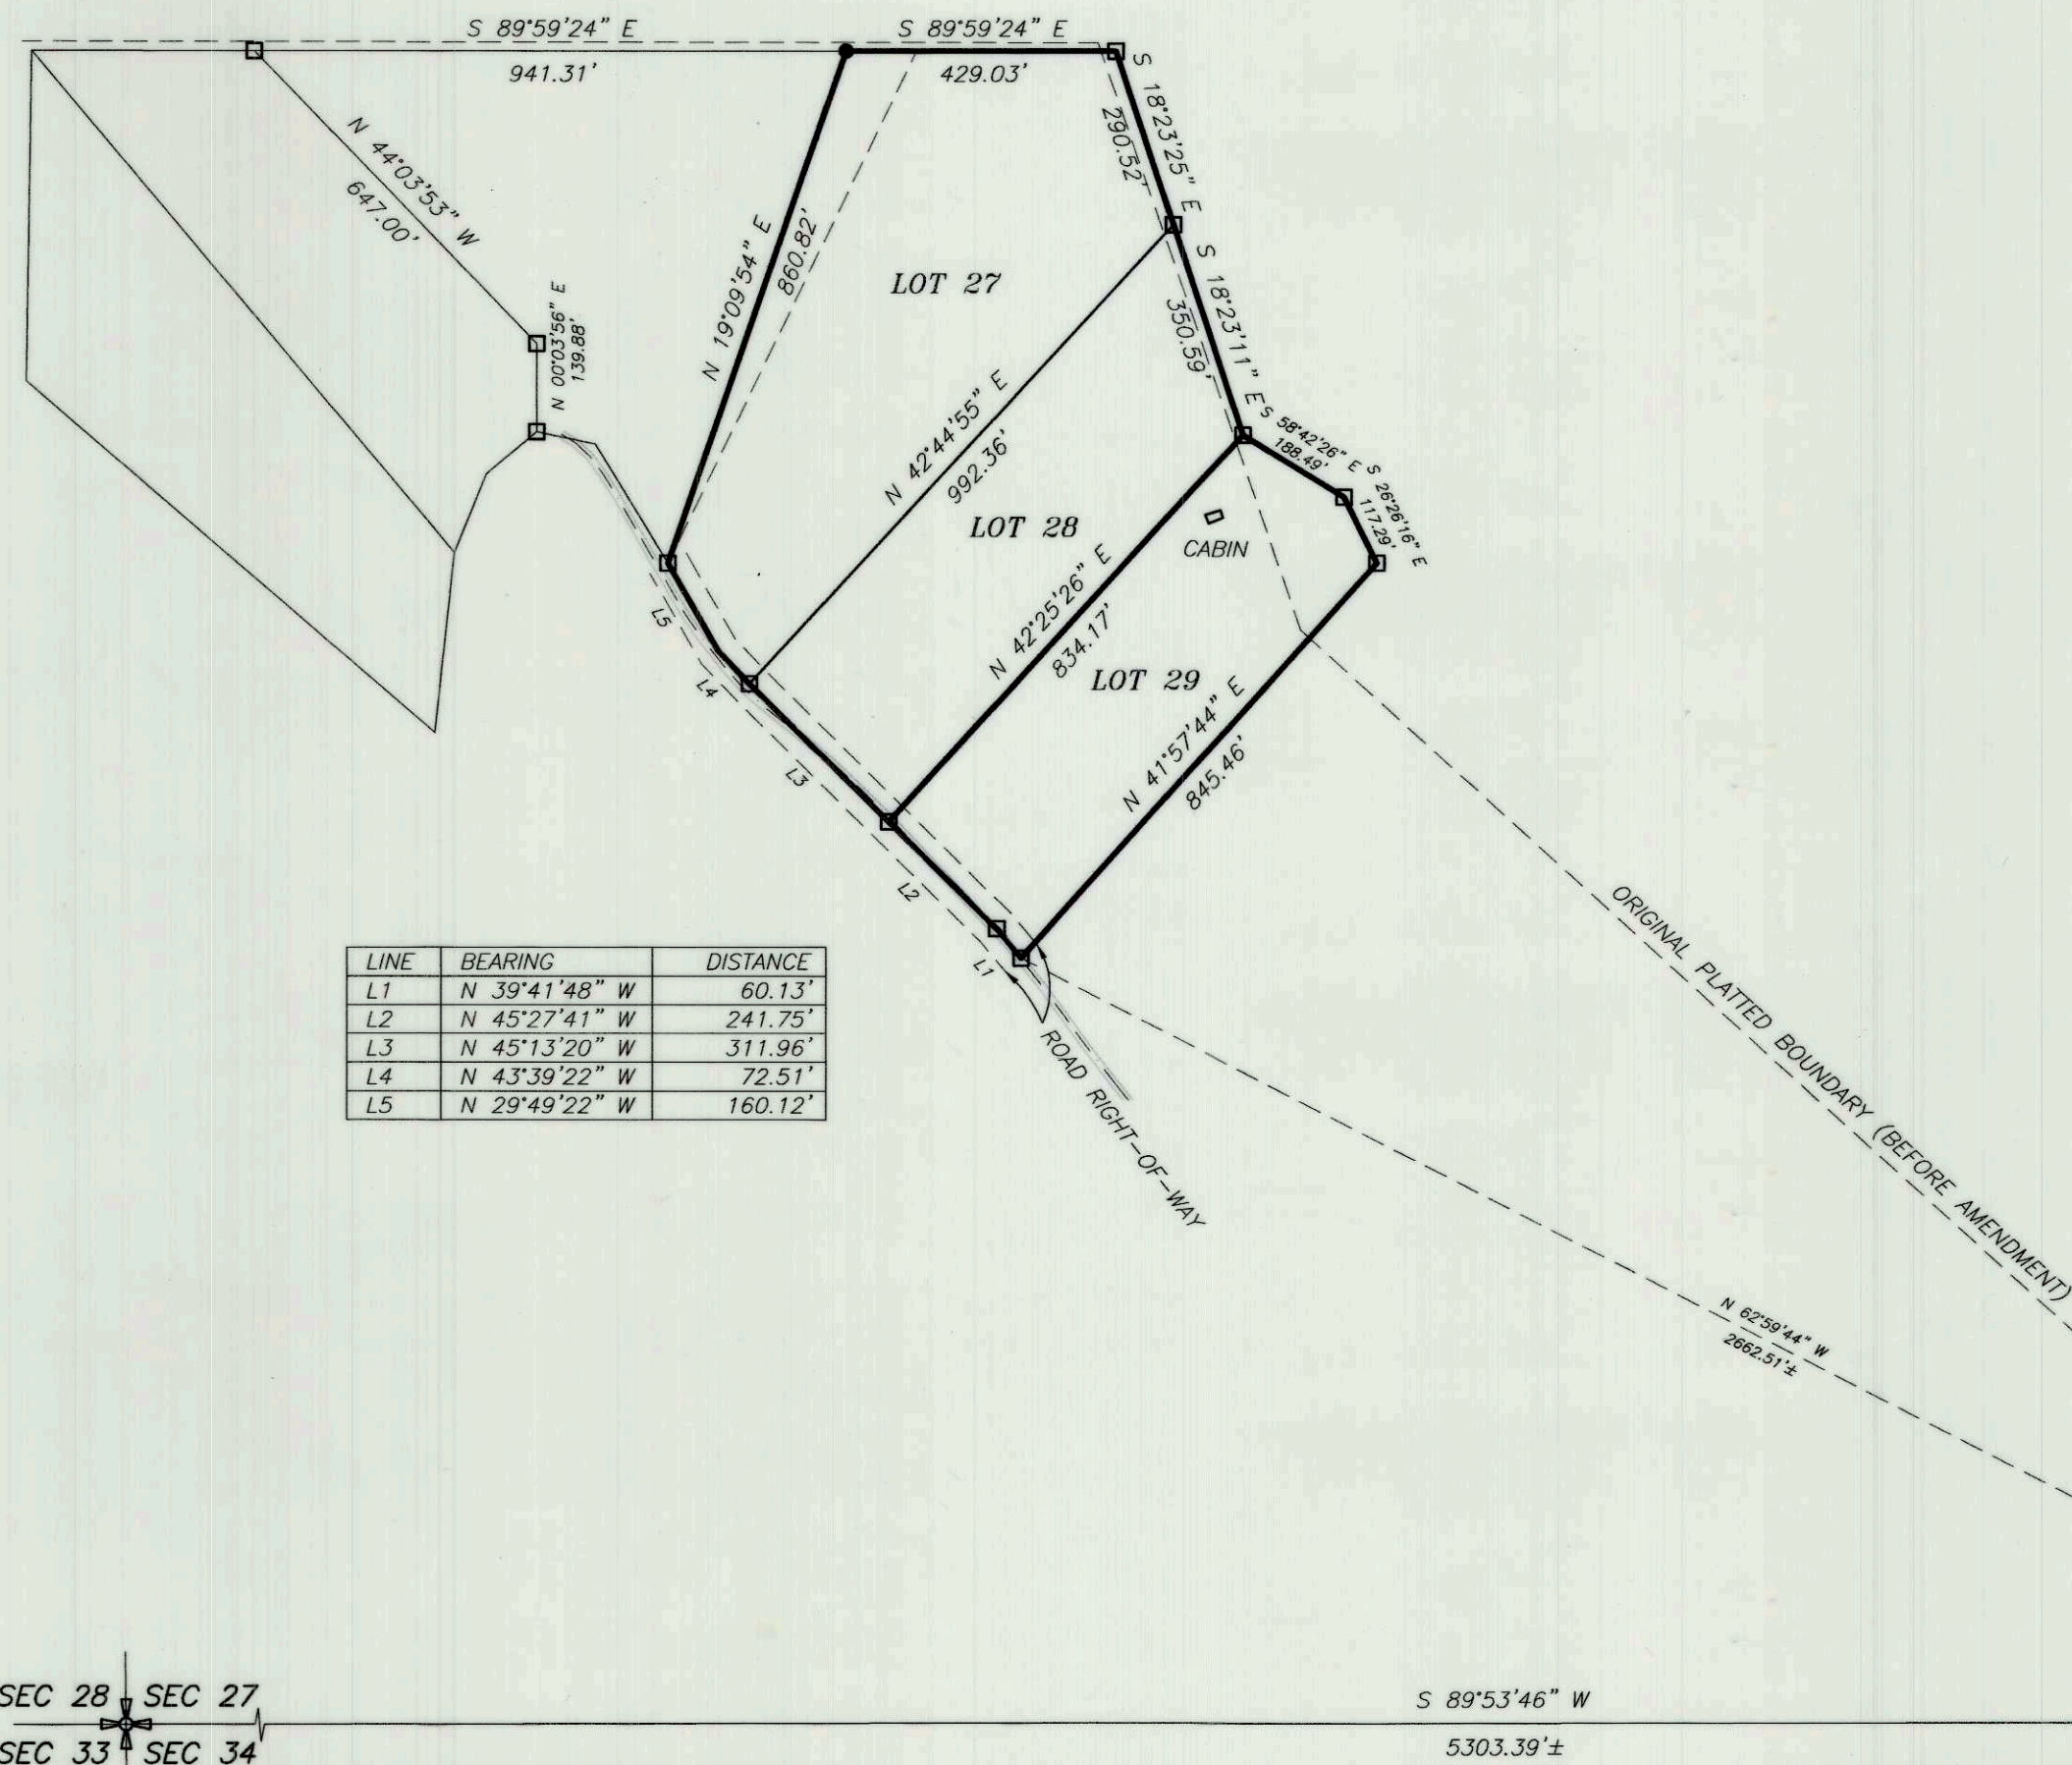 S 89°59'24" E
941.31'
S 89°59'24" E
429.03'
S 18°23'25" E
290.52'
N 44°03'53" W
647.00'
N 19°09'54" E
860.82'
LOT 27
S 18°23'11" E
350.59'
N 00°03'56" E
139.88'
N 42°44'55" E
992.36'
S 58°42'26" E
188.49'
S 26°26'16" E
117.29'
LOT 28
CABIN
N 42°25'26" E
834.17'
L5
L4
LOT 29
N 41°57'44" E
845.46'
L3
L2
L1
ORIGINAL PLATTED BOUNDARY (BEFORE AMENDMENT)
LINE BEARING DISTANCE
L1 N 39°41'48" W 60.13'
L2 N 45°27'41" W 241.75'
L3 N 45°13'20" W 311.96'
L4 N 43°39'22" W 72.51'
L5 N 29°49'22" W 160.12'
ROAD RIGHT-OF-WAY
N 62°59'44" W
2662.51'±
SEC 28 SEC 27
SEC 33 SEC 34
S 89°53'46" W
5303.39'±